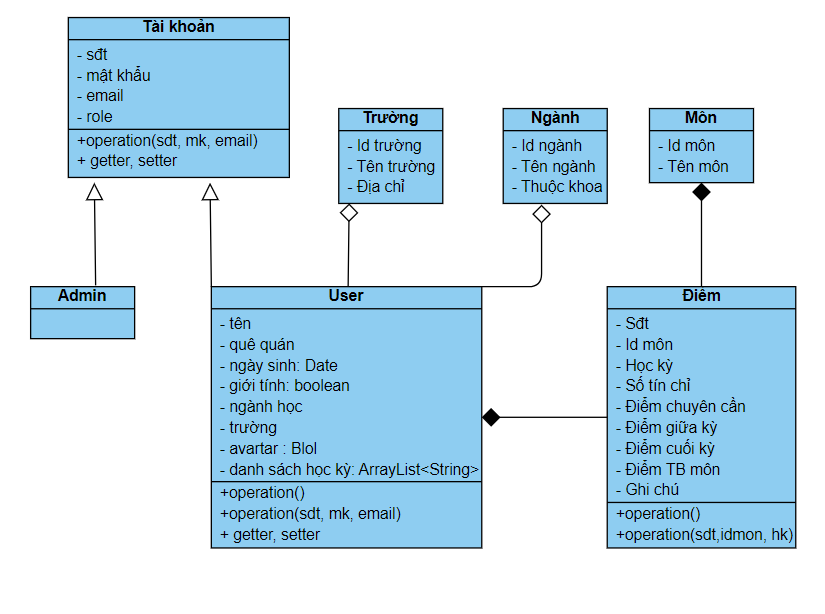 Tài khoản
- sđt
- mật khẩu
- email
- role
+operation(sdt, mk, email)
+ getter, setter
Trường
- Id trường
- Tên trường
- Địa chỉ
Ngành
- Id ngành
- Tên ngành
- Thuộc khoa
Môn
- Id môn
- Tên môn
Admin
User
- tên
- quê quán
- ngày sinh: Date
- giới tính: boolean
- ngành học
- trường
- avartar : Blol
- danh sách học kỳ: ArrayList<String>
+operation()
+operation(sdt, mk, email)
+ getter, setter
Điêm
- Sđt
- Id môn
- Học kỳ
- Số tín chỉ
- Điểm chuyên cần
- Điểm giữa kỳ
- Điểm cuối kỳ
- Điểm TB môn
- Ghi chú
+operation()
+operation(sdt,idmon, hk)